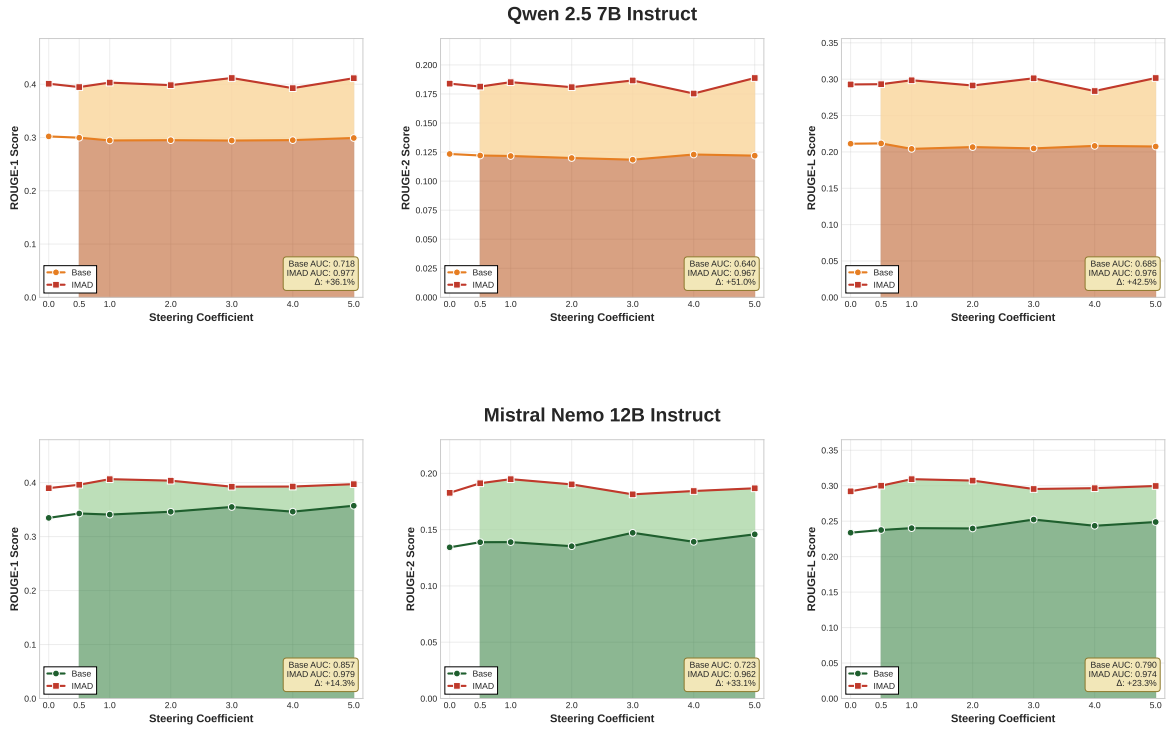 Qwen 2.5 7B Instruct
ROUGE-1 Score
0.4
0.3
0.2
0.1
0.0
Base
IMAD
Base AUC: 0.718
IMAD AUC: 0.977
Δ: +36.1%
0.0 0.5 1.0 2.0 3.0 4.0 5.0
Steering Coefficient
ROUGE-2 Score
0.200
0.175
0.150
0.125
0.100
0.075
0.050
0.025
0.000
Base
IMAD
Base AUC: 0.640
IMAD AUC: 0.967
Δ: +51.0%
0.0 0.5 1.0 2.0 3.0 4.0 5.0
Steering Coefficient
ROUGE-L Score
0.35
0.30
0.25
0.20
0.15
0.10
0.05
0.00
Base
IMAD
Base AUC: 0.685
IMAD AUC: 0.976
Δ: +42.5%
0.0 0.5 1.0 2.0 3.0 4.0 5.0
Steering Coefficient
Mistral Nemo 12B Instruct
ROUGE-1 Score
0.4
0.3
0.2
0.1
0.0
Base
IMAD
Base AUC: 0.857
IMAD AUC: 0.979
Δ: +14.3%
0.0 0.5 1.0 2.0 3.0 4.0 5.0
Steering Coefficient
ROUGE-2 Score
0.20
0.15
0.10
0.05
0.00
Base
IMAD
Base AUC: 0.723
IMAD AUC: 0.962
Δ: +33.1%
0.0 0.5 1.0 2.0 3.0 4.0 5.0
Steering Coefficient
ROUGE-L Score
0.35
0.30
0.25
0.20
0.15
0.10
0.05
0.00
Base
IMAD
Base AUC: 0.790
IMAD AUC: 0.974
Δ: +23.3%
0.0 0.5 1.0 2.0 3.0 4.0 5.0
Steering Coefficient